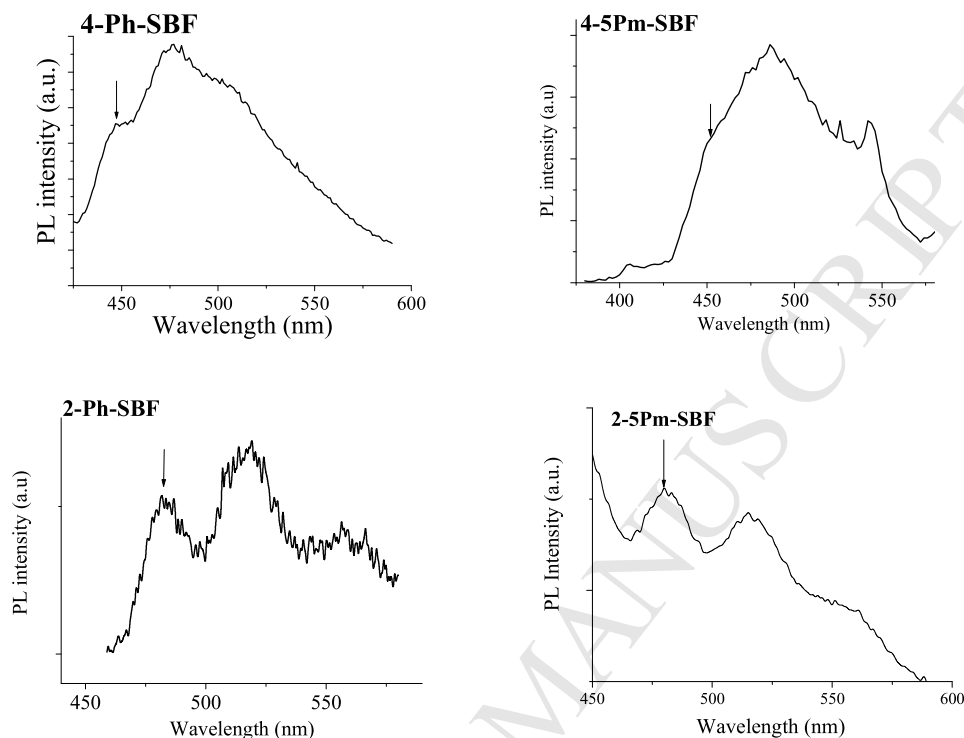 4-Ph-SBF
PL intensity (a.u.)
450 500 550 600
Wavelength (nm)
4-5Pm-SBF
PL intensity (a.u)
400 450 500 550
Wavelength (nm)
2-Ph-SBF
PL intensity (a.u)
450 500 550
Wavelength (nm)
2-5Pm-SBF
PL Intensity (a.u)
450 500 550 600
Wavelength (nm)
MANUSCRIPT